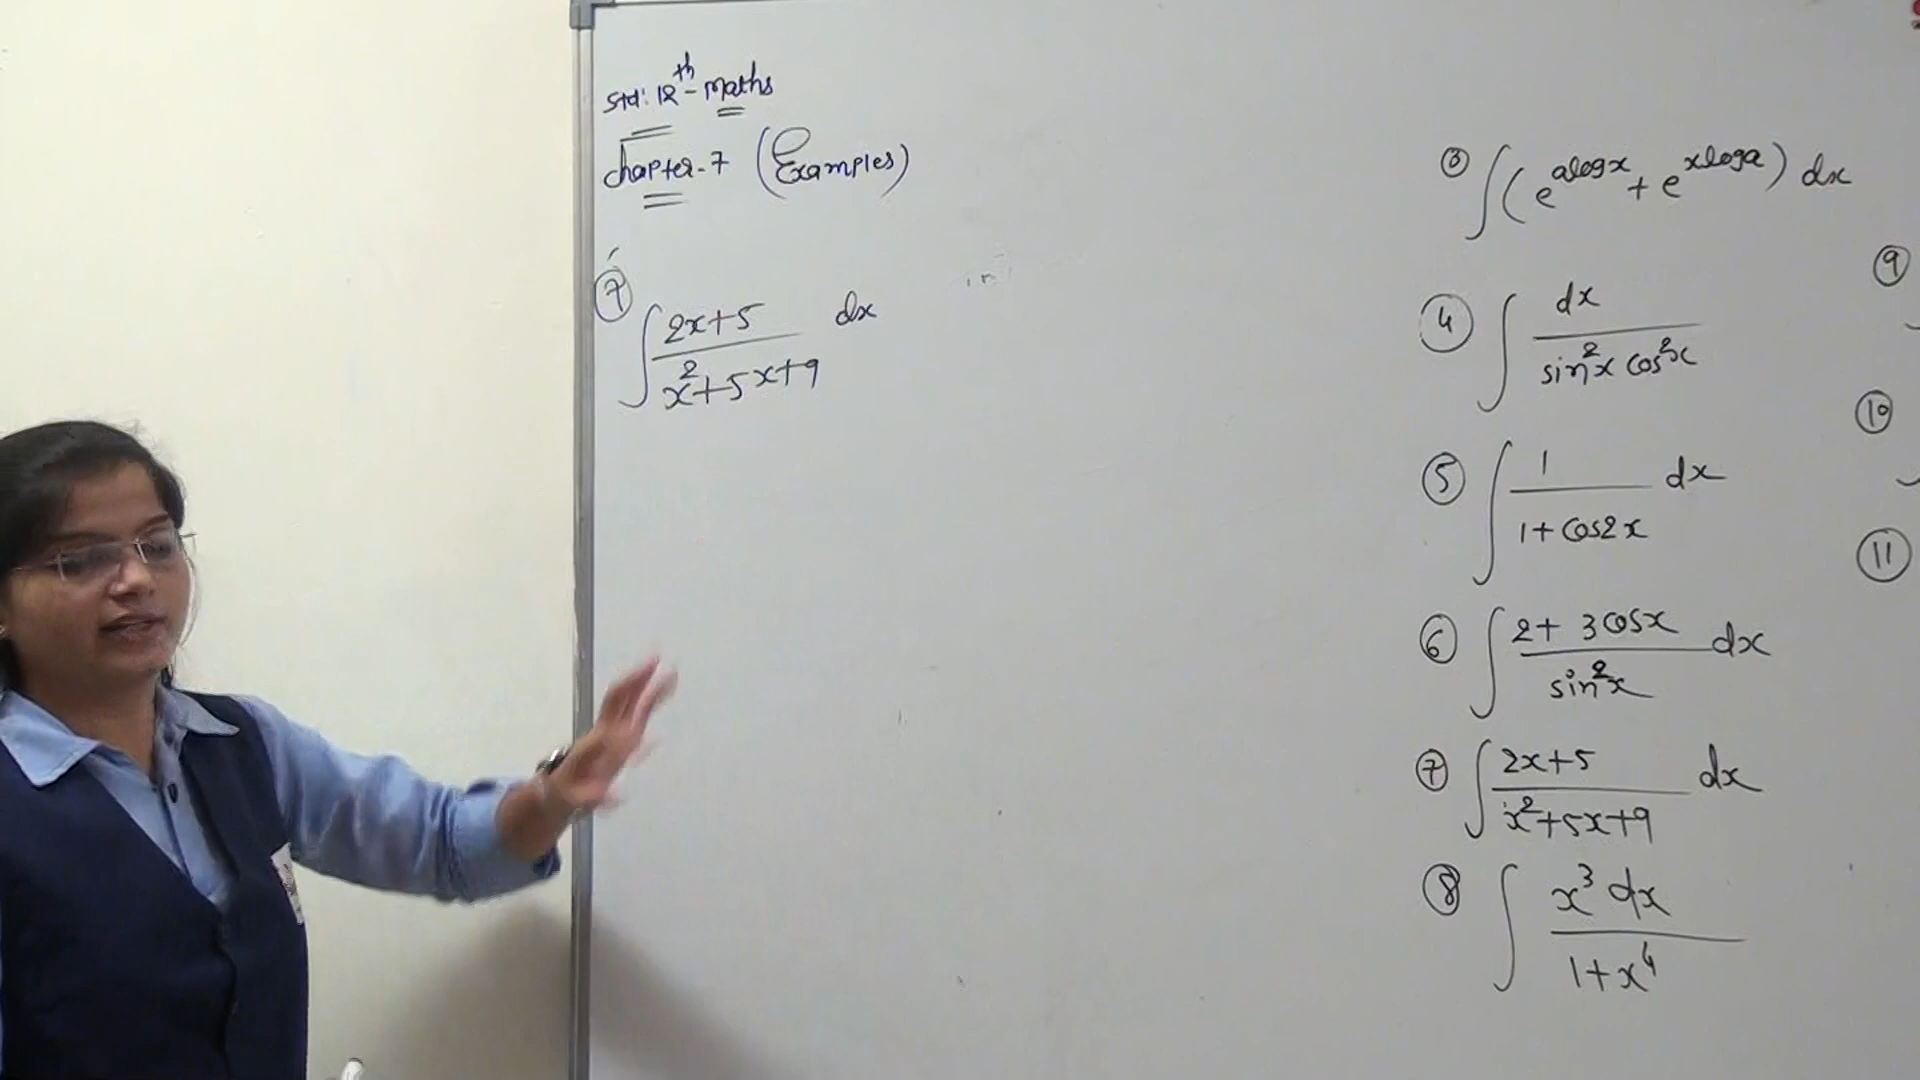 Std: 12th - Maths
Chapter-7 (Examples)
⑦ ∫ (2x+5)/(x²+5x+9) dx
③ ∫ (e^(a log x) + e^(x log a)) dx
④ ∫ dx/(sin²x cos²x)
⑤ ∫ 1/(1+cos2x) dx
⑥ ∫ (2+3cosx)/(sin²x) dx
⑦ ∫ (2x+5)/(x²+5x+9) dx
⑧ ∫ (x³ dx)/(1+x⁴)
⑨
⑩
⑪